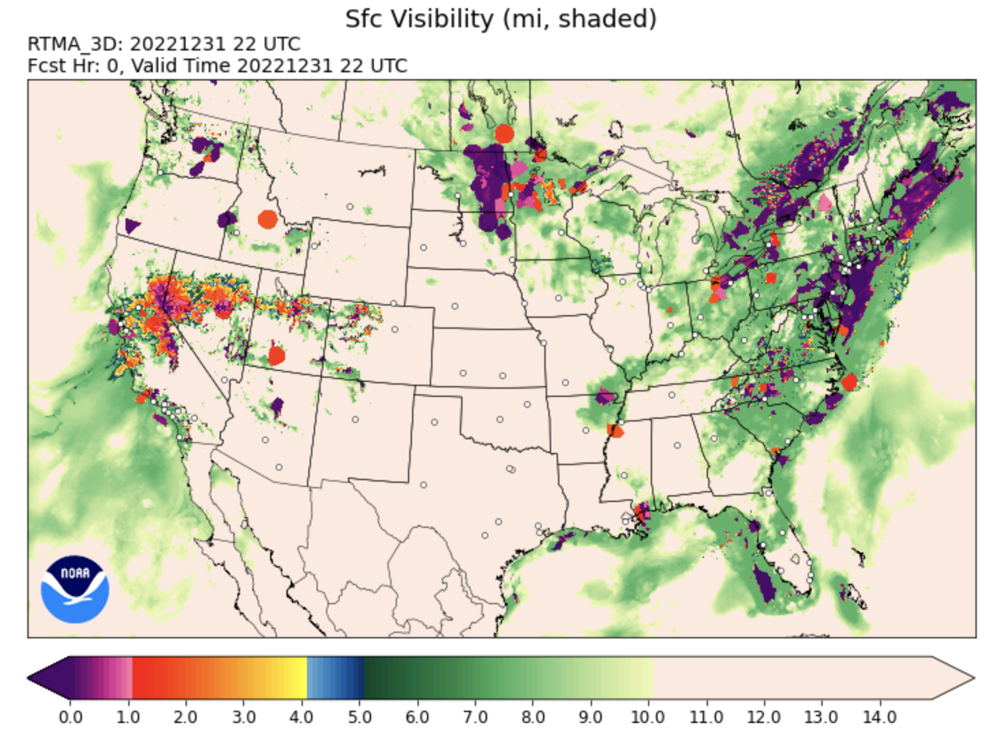 Sfc Visibility (mi, shaded)
RTMA_3D: 20221231 22 UTC
Fcst Hr: 0, Valid Time 20221231 22 UTC
NOAA
0.0 1.0 2.0 3.0 4.0 5.0 6.0 7.0 8.0 9.0 10.0 11.0 12.0 13.0 14.0